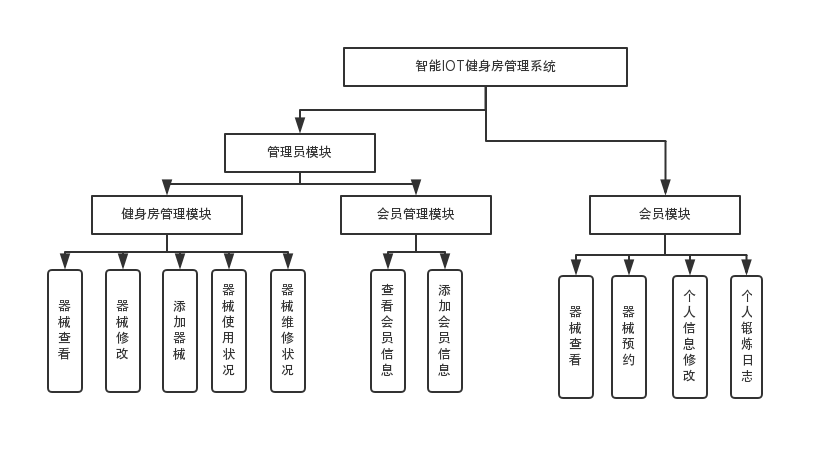 智能IOT健身房管理系统
管理员模块
健身房管理模块
会员管理模块
会员模块
器械查看
器械修改
添加器械
器械使用状况
器械维修状况
查看会员信息
添加会员信息
器械查看
器械预约
个人信息修改
个人锻炼日志